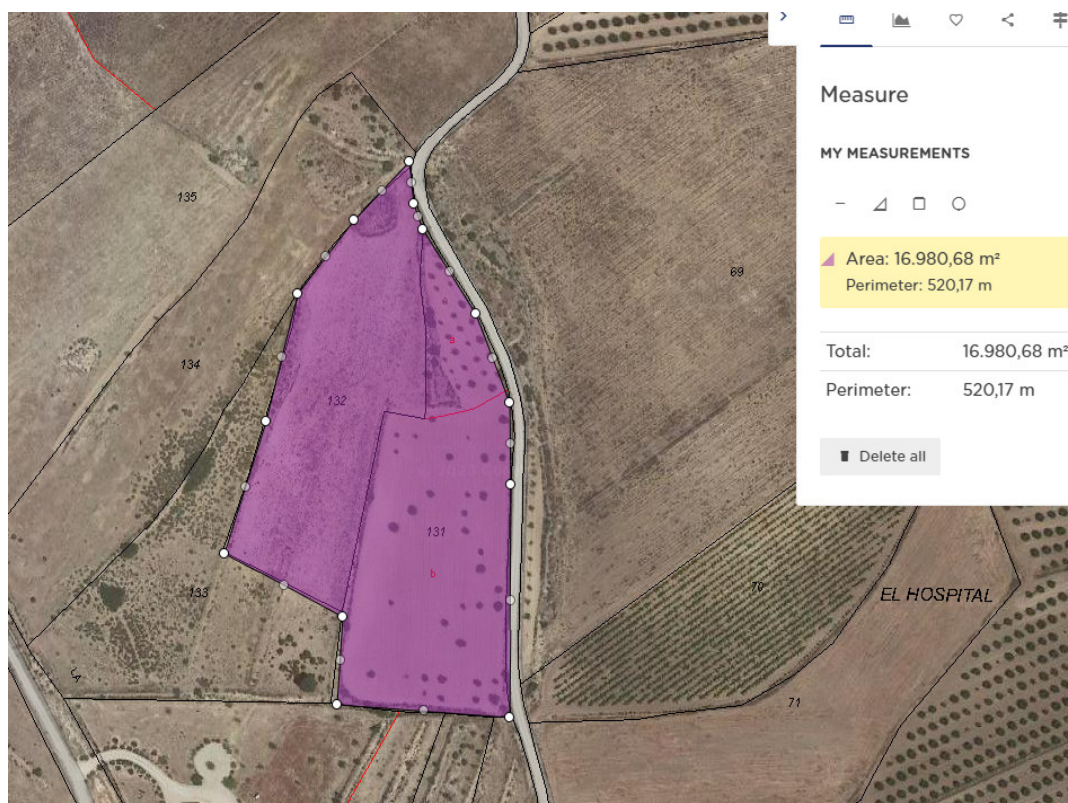 Measure
MY MEASUREMENTS
Area: 16.980,68 m²
Perimeter: 520,17 m
Total: 16.980,68 m²
Perimeter: 520,17 m
Delete all
135
69
134
a
132
131
b
133
70
EL HOSPITAL
71